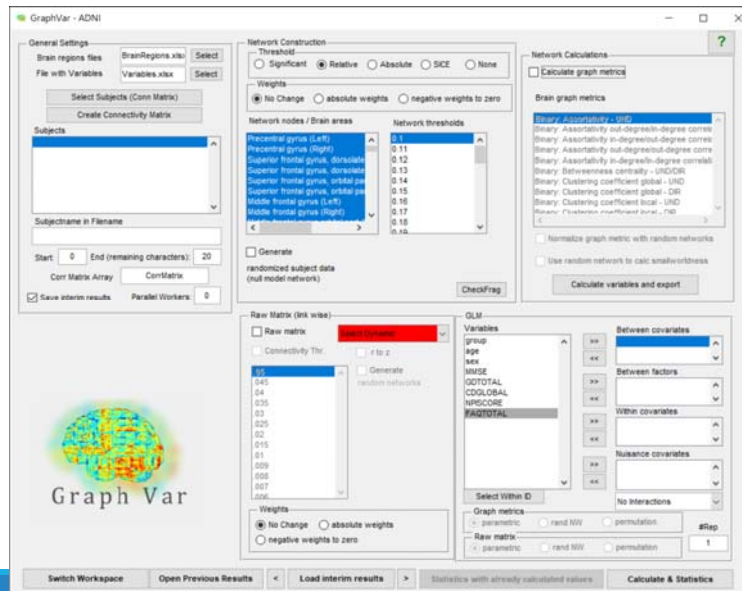 GraphVar - ADNI
?
General Settings
Brain regions files
BrainRegions.xls
Select
File with Variables
Variables.xlsx
Select
Select Subjects (Conn Matrix)
Create Connectivity Matrix
Subjects
Subjectname in Filename
Start: 0 End (remaining characters): 20
Corr Matrix Array
CorrMatrix
Save interim results
Parallel Workers: 0
Graph Var
Network Construction
Threshold
Significant
Relative
Absolute
SICE
None
Weights
No Change
absolute weights
negative weights to zero
Network nodes / Brain areas
Precentral gyrus (Left)
Precentral gyrus (Right)
Superior frontal gyrus, dorsolate
Superior frontal gyrus, dorsolate
Superior frontal gyrus, orbital par
Superior frontal gyrus, orbital par
Middle frontal gyrus (Left)
Middle frontal gyrus (Right)
Network thresholds
0.1
0.11
0.12
0.13
0.14
0.15
0.16
0.17
0.18
0.19
Generate
randomized subject data
(null model network)
CheckFrag
Network Calculations
Calculate graph metrics
Brain graph metrics
Binary: Assortativity - UND
Binary: Assortativity out-degree/in-degree correl
Binary: Assortativity out-degree/out-degree corre
Binary: Assortativity in-degree/in-degree correlati
Binary: Betweenness centrality - UND/DIR
Binary: Clustering coefficient global - UND
Binary: Clustering coefficient global - DIR
Binary: Clustering coefficient local - UND
Binary: Clustering coefficient local - DIR
Normalize graph metric with random networks
Use random network to calc smallworldness
Calculate variables and export
Raw Matrix (link wise)
Raw matrix
Select Dynamic
Connectivity Thr.
r to z
Generate
random networks
.95
.045
.04
.035
.03
.025
.02
.015
.01
.009
.008
.007
.006
Weights
No Change
absolute weights
negative weights to zero
GLM
Variables
group
age
sex
MMSE
GDTOTAL
CDGLOBAL
NPISCORE
FAQTOTAL
Select Within ID
>>
<<
>>
<<
>>
<<
>>
<<
Between covariates
Between factors
Within covariates
Nuisance covariates
No Interactions
Graph metrics
parametric
rand NW
permutation
Raw matrix
parametric
rand NW
permutation
#Rep
1
Switch Workspace
Open Previous Results
<
Load interim results
>
Statistics with already calculated values
Calculate & Statistics